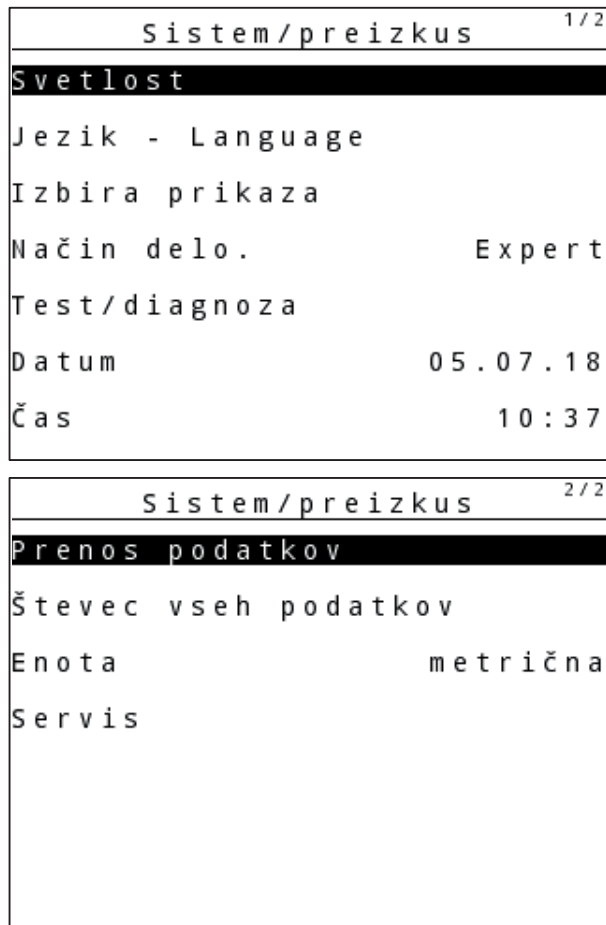 Sistem/preizkus 1/2
Svetlost
Jezik - Language
Izbira prikaza
Način delo. Expert
Test/diagnoza
Datum 05.07.18
Čas 10:37
Sistem/preizkus 2/2
Prenos podatkov
Števec vseh podatkov
Enota metrična
Servis